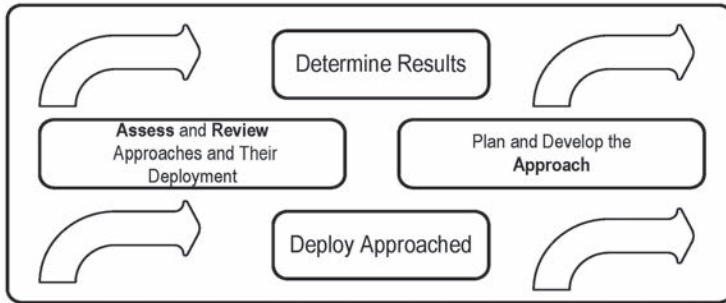 Determine Results
Assess and Review
Approaches and Their
Deployment
Plan and Develop the
Approach
Deploy Approached